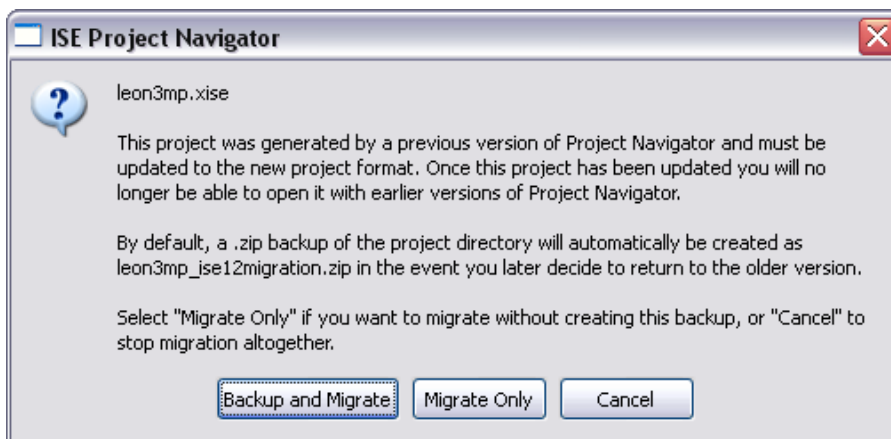 ISE Project Navigator
leon3mp.xise
This project was generated by a previous version of Project Navigator and must be
updated to the new project format. Once this project has been updated you will no
longer be able to open it with earlier versions of Project Navigator.
By default, a .zip backup of the project directory will automatically be created as
leon3mp_ise12migration.zip in the event you later decide to return to the older version.
Select "Migrate Only" if you want to migrate without creating this backup, or "Cancel" to
stop migration altogether.
Backup and Migrate Migrate Only Cancel